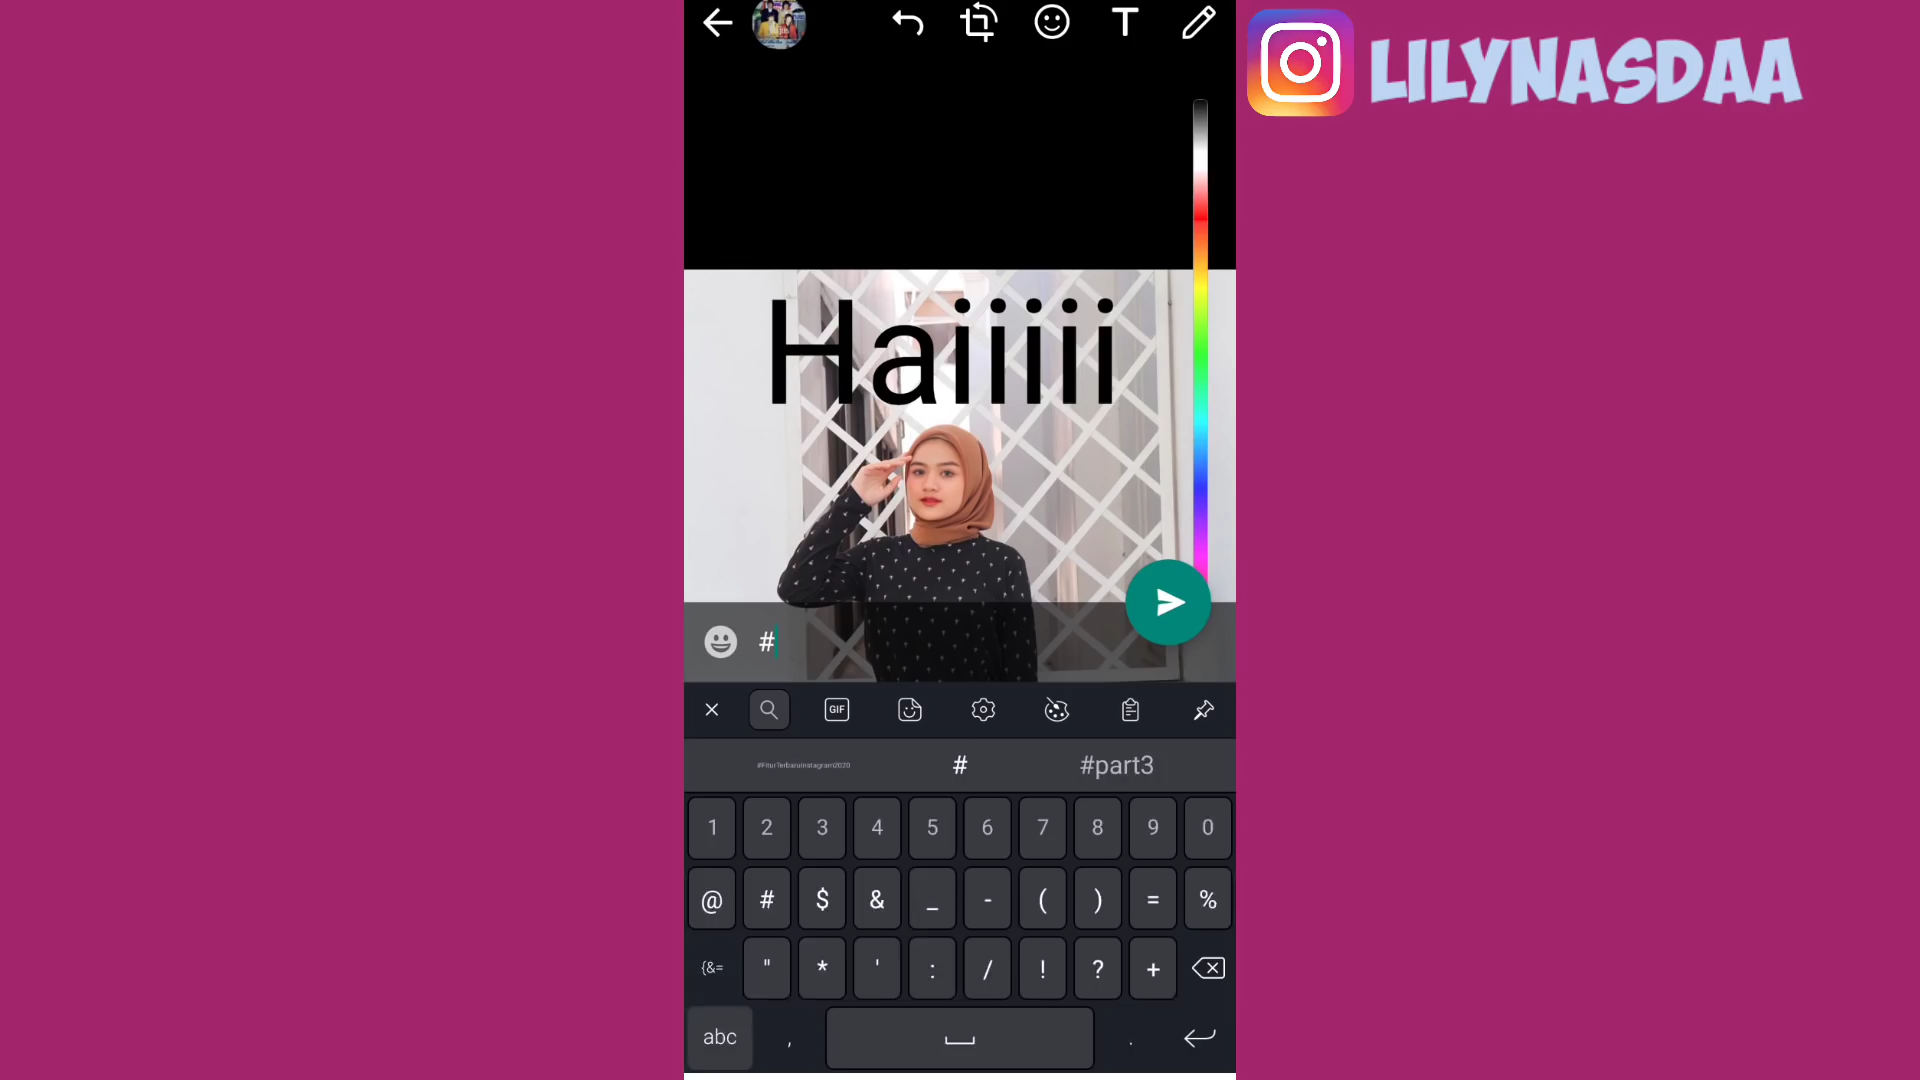 T
LILYNASDAA
Haiiiii
#
GIF
#FiturTerbaruInstagram2020 # #part3
1 2 3 4 5 6 7 8 9 0
@ # $ & _ - ( ) = %
{&= " * ' : / ! ? +
abc , .